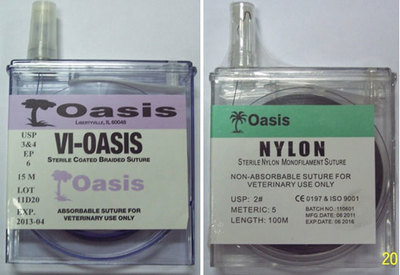 Oasis
LIBERTYVILLE, IL 60048
USP
3&4
EP
6
15 M
LOT
11D20
EXP.
2013-04
VI-OASIS
STERILE COATED BRAIDED SUTURE
Oasis
ABSORBABLE SUTURE FOR
VETERINARY USE ONLY
Oasis
NYLON
STERILE NYLON MONOFILAMENT SUTURE
NON-ABSORBABLE SUTURE FOR
VETERINARY USE ONLY
USP: 2# CE 0197 & ISO 9001
METERIC: 5 BATCH NO.: 110601
MFG.DATE: 06 2011
LENGTH: 100M EXP.DATE: 06 2016
20